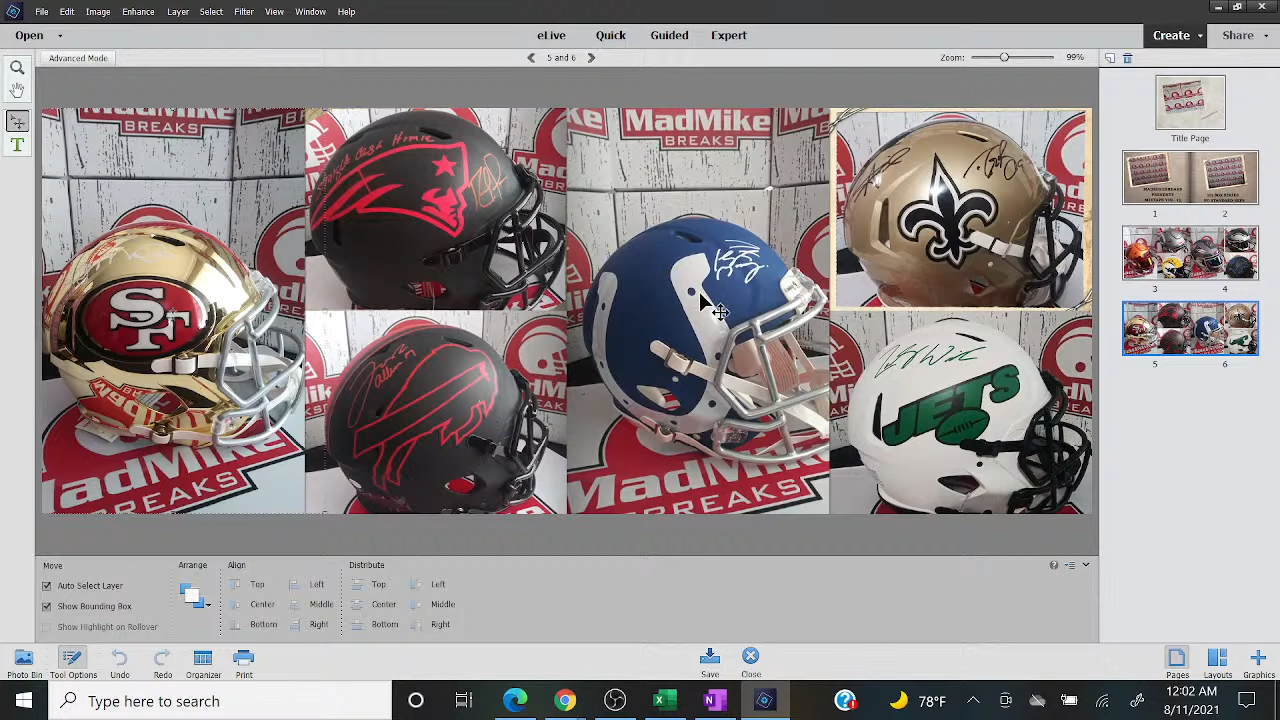 File Edit Image Enhance Layer Select Filter View Window Help
Open eLive Quick Guided Expert Create Share
Advanced Mode 5 and 6 Zoom: 99%
MadMike
BREAKS
MadMike
BREAKS
SF
MadMike
BREAKS
MadMike
BREAKS
JETS
Title Page
1 2
3 4
5 6
Move
Auto Select Layer
Show Bounding Box
Show Highlight on Rollover
Arrange
Align
Top Left
Center Middle
Bottom Right
Distribute
Top Left
Center Middle
Bottom Right
Photo Bin Tool Options Undo Redo Organizer Print Save Close Pages Layouts Graphics
Type here to search
78°F
12:02 AM
8/11/2021